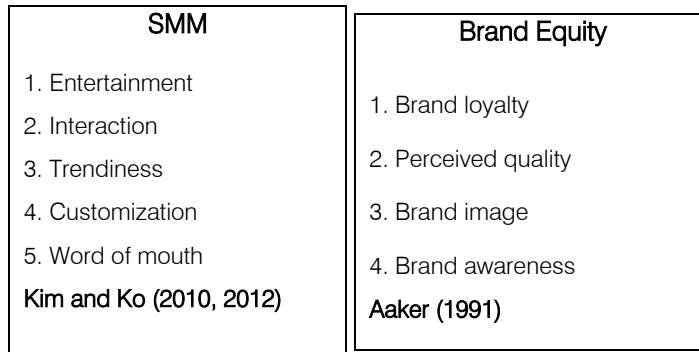 SMM
1. Entertainment
2. Interaction
3. Trendiness
4. Customization
5. Word of mouth
Kim and Ko (2010, 2012)
Brand Equity
1. Brand loyalty
2. Perceived quality
3. Brand image
4. Brand awareness
Aaker (1991)